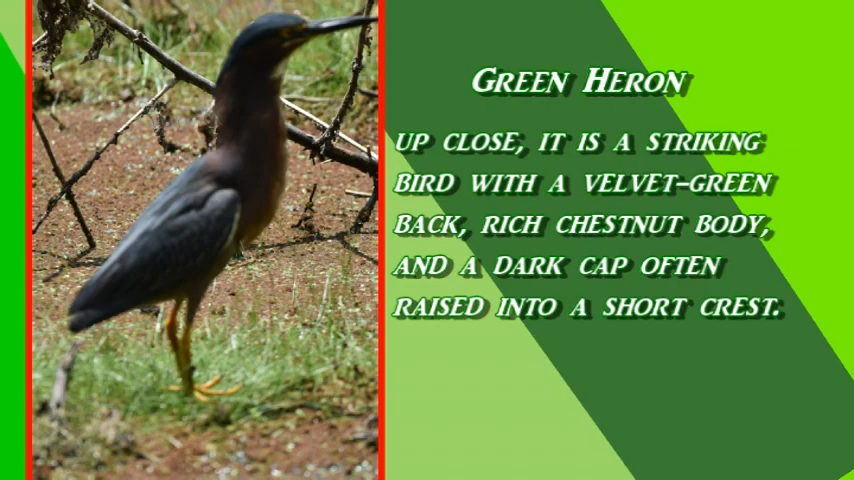 Green Heron
up close, it is a striking
bird with a velvet-green
back, rich chestnut body,
and a dark cap often
raised into a short crest.